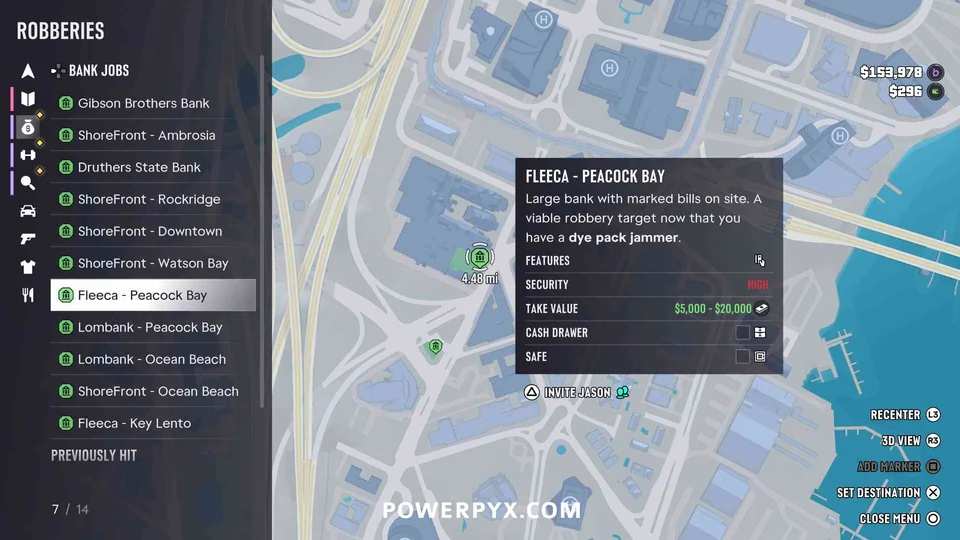 ROBBERIES
BANK JOBS
Gibson Brothers Bank
ShoreFront - Ambrosia
Druthers State Bank
ShoreFront - Rockridge
ShoreFront - Downtown
ShoreFront - Watson Bay
Fleeca - Peacock Bay
Lombank - Peacock Bay
Lombank - Ocean Beach
ShoreFront - Ocean Beach
Fleeca - Key Lento
PREVIOUSLY HIT
7 / 14
H
H
H
$153,978
$296
4.48 mi
FLEECA - PEACOCK BAY
Large bank with marked bills on site. A
viable robbery target now that you
have a dye pack jammer.
FEATURES
SECURITY HIGH
TAKE VALUE $5,000 - $20,000
CASH DRAWER
SAFE
INVITE JASON
RECENTER L3
3D VIEW R3
ADD MARKER
SET DESTINATION
CLOSE MENU
POWERPYX.COM